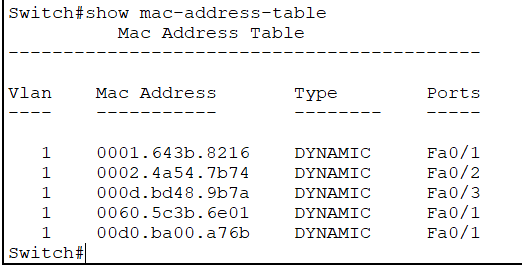 Switch#show mac-address-table
Mac Address Table
-------------------------------------------
Vlan Mac Address Type Ports
---- ----------- -------- -----
1 0001.643b.8216 DYNAMIC Fa0/1
1 0002.4a54.7b74 DYNAMIC Fa0/2
1 000d.bd48.9b7a DYNAMIC Fa0/3
1 0060.5c3b.6e01 DYNAMIC Fa0/1
1 00d0.ba00.a76b DYNAMIC Fa0/1
Switch#